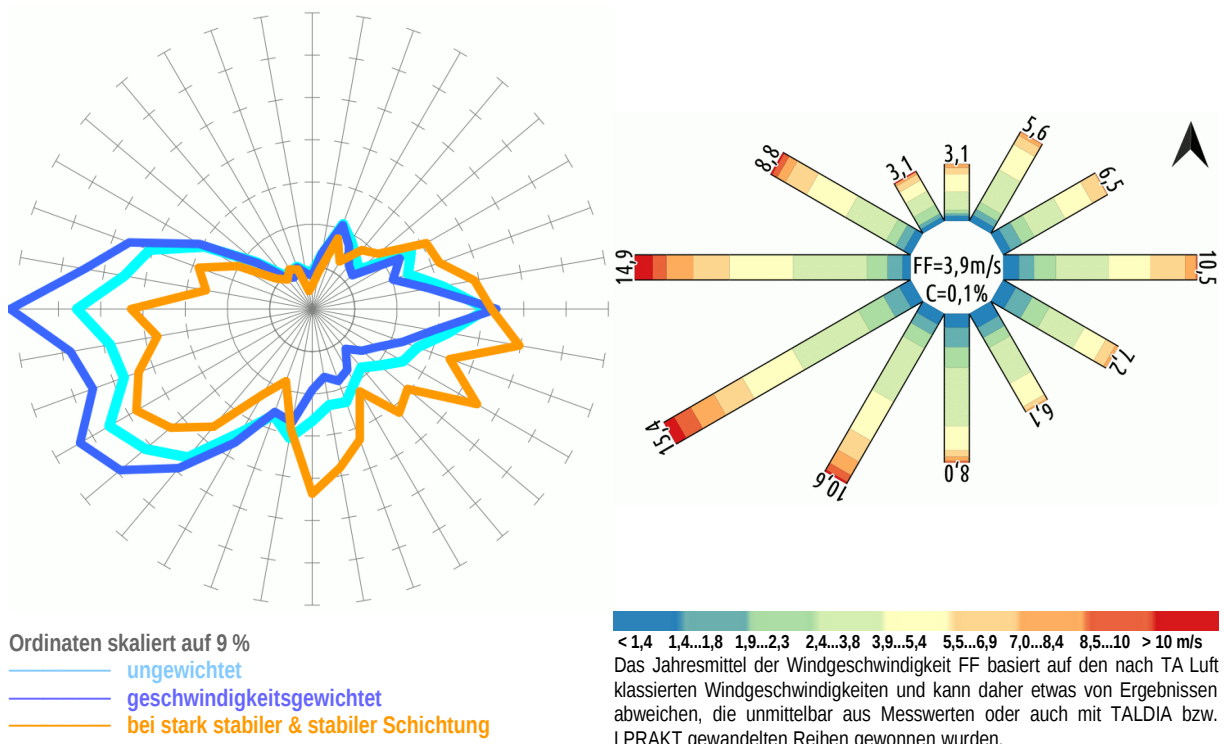 5,6
3,1
3,1
8,8
6,5
14,9
FF=3,9m/s
C=0,1%
10,5
7,2
6,1
15,4
10,6
8,0
Ordinaten skaliert auf 9 %
ungewichtet
geschwindigkeitsgewichtet
bei stark stabiler & stabiler Schichtung
< 1,4 1,4...1,8 1,9...2,3 2,4...3,8 3,9...5,4 5,5...6,9 7,0...8,4 8,5...10 > 10 m/s
Das Jahresmittel der Windgeschwindigkeit FF basiert auf den nach TA Luft
klassierten Windgeschwindigkeiten und kann daher etwas von Ergebnissen
abweichen, die unmittelbar aus Messwerten oder auch mit TALDIA bzw.
LPRAKT gewandelten Reihen gewonnen wurden.